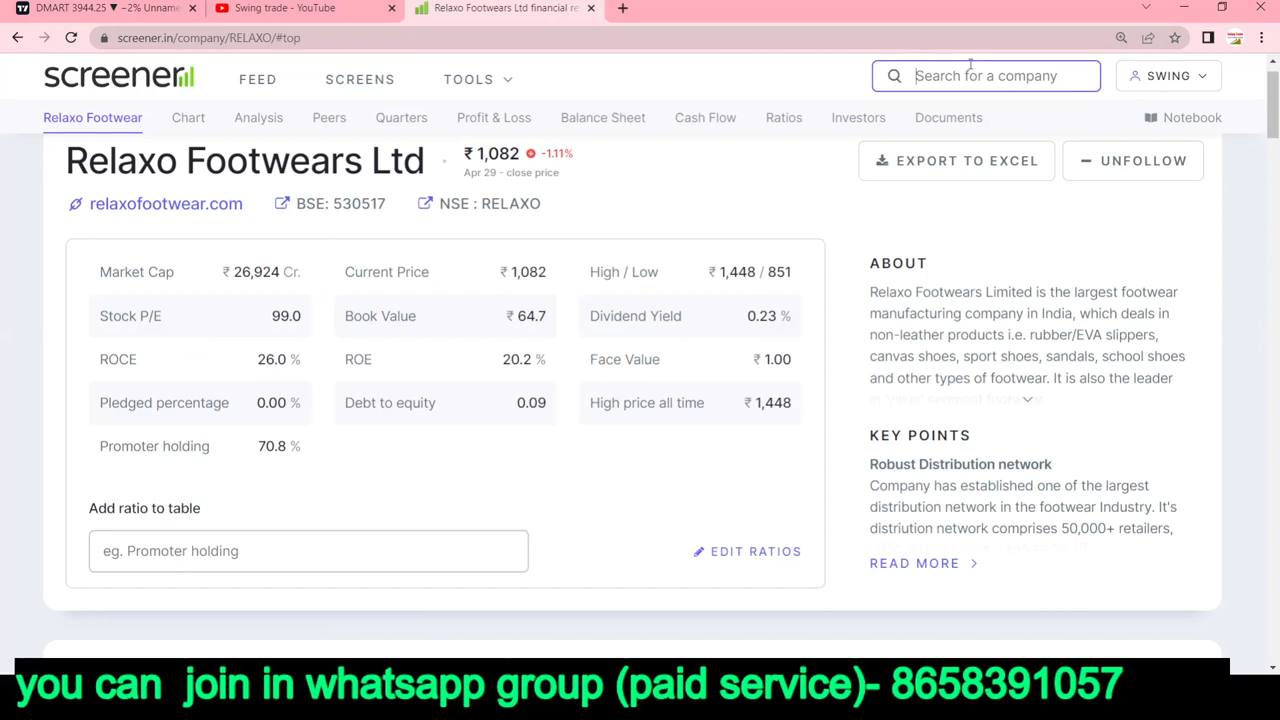 DMART 3944.25 ▼ −2% Unname
Swing trade - YouTube
Relaxo Footwears Ltd financial re
screener.in/company/RELAXO/#top
screener
FEED
SCREENS
TOOLS
Search for a company
SWING
Relaxo Footwear
Chart
Analysis
Peers
Quarters
Profit & Loss
Balance Sheet
Cash Flow
Ratios
Investors
Documents
Notebook
Relaxo Footwears Ltd
₹ 1,082
-1.11%
Apr 29 - close price
EXPORT TO EXCEL
UNFOLLOW
relaxofootwear.com
BSE: 530517
NSE : RELAXO
Market Cap ₹ 26,924 Cr.
Current Price ₹ 1,082
High / Low ₹ 1,448 / 851
Stock P/E 99.0
Book Value ₹ 64.7
Dividend Yield 0.23 %
ROCE 26.0 %
ROE 20.2 %
Face Value ₹ 1.00
Pledged percentage 0.00 %
Debt to equity 0.09
High price all time ₹ 1,448
Promoter holding 70.8 %
Add ratio to table
eg. Promoter holding
EDIT RATIOS
ABOUT
Relaxo Footwears Limited is the largest footwear
manufacturing company in India, which deals in
non-leather products i.e. rubber/EVA slippers,
canvas shoes, sport shoes, sandals, school shoes
and other types of footwear. It is also the leader
in 'value' segment footwear.
KEY POINTS
Robust Distribution network
Company has established one of the largest
distribution network in the footwear Industry. It's
distriution network comprises 50,000+ retailers,
READ MORE
you can join in whatsapp group (paid service)- 8658391057